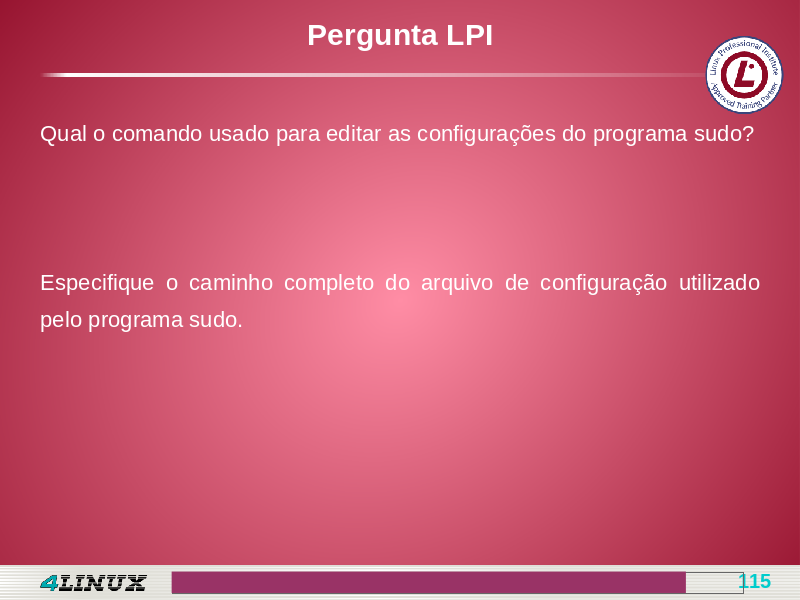 Pergunta LPI
Linux Professional Institute
Approved Training Partner
Qual o comando usado para editar as configurações do programa sudo?
Especifique o caminho completo do arquivo de configuração utilizado
pelo programa sudo.
4LINUX
115